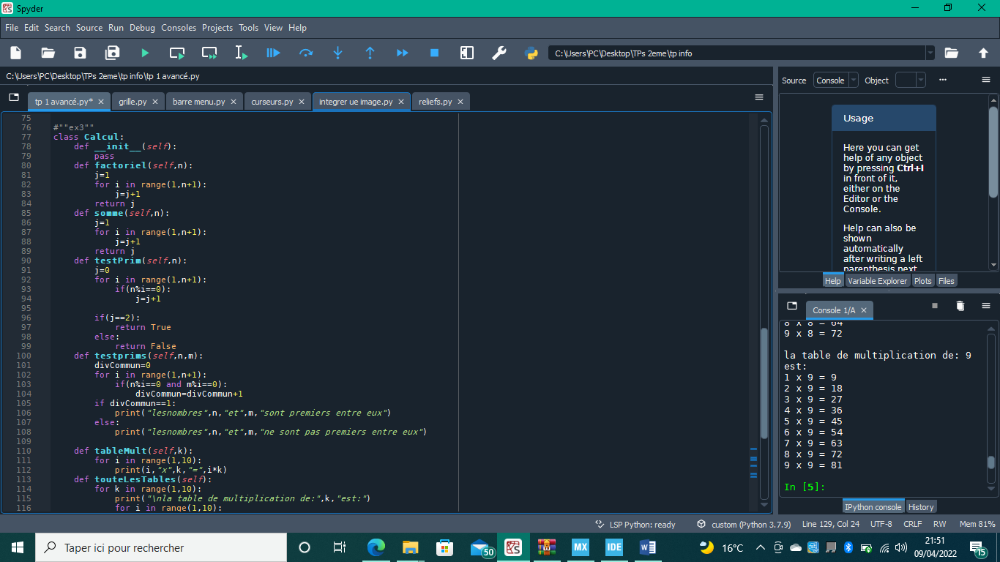 Spyder
File Edit Search Source Run Debug Consoles Projects Tools View Help
C:\Users\PC\Desktop\TPs 2eme\tp info
C:\Users\PC\Desktop\TPs 2eme\tp info\tp 1 avancé.py
tp 1 avancé.py* grille.py barre menu.py curseurs.py integrer ue image.py reliefs.py
75
76 #""ex3""
77 class Calcul:
78     def __init__(self):
79         pass
80     def factoriel(self,n):
81         j=1
82         for i in range(1,n+1):
83             j=j+1
84         return j
85     def somme(self,n):
86         j=1
87         for i in range(1,n+1):
88             j=j+1
89         return j
90     def testPrim(self,n):
91         j=0
92         for i in range(1,n+1):
93             if(n%i==0):
94                 j=j+1
95
96         if(j==2):
97             return True
98         else:
99             return False
100     def testprims(self,n,m):
101         divCommun=0
102         for i in range(1,n+1):
103             if(n%i==0 and m%i==0):
104                 divCommun=divCommun+1
105         if divCommun==1:
106             print("lesnombres",n,"et",m,"sont premiers entre eux")
107         else:
108             print("lesnombres",n,"et",m,"ne sont pas premiers entre eux")
109
110     def tableMult(self,k):
111         for i in range(1,10):
112             print(i,"x",k,"=",i*k)
113     def touteLesTables(self):
114         for k in range(1,10):
115             print("\nla table de multiplication de:",k,"est:")
116             for i in range(1,10):
Source Console Object
Usage
Here you can get
help of any object
by pressing Ctrl+I
in front of it,
either on the
Editor or the
Console.
Help can also be
shown
automatically
after writing a left
parenthesis next
Help Variable Explorer Plots Files
Console 1/A
8 x 8 = 64
9 x 8 = 72
la table de multiplication de: 9
est:
1 x 9 = 9
2 x 9 = 18
3 x 9 = 27
4 x 9 = 36
5 x 9 = 45
6 x 9 = 54
7 x 9 = 63
8 x 9 = 72
9 x 9 = 81
In [5]:
IPython console History
LSP Python: ready custom (Python 3.7.9) Line 129, Col 24 UTF-8 CRLF RW Mem 81%
Taper ici pour rechercher
50
MX
IDE
16°C
21:51
09/04/2022
15